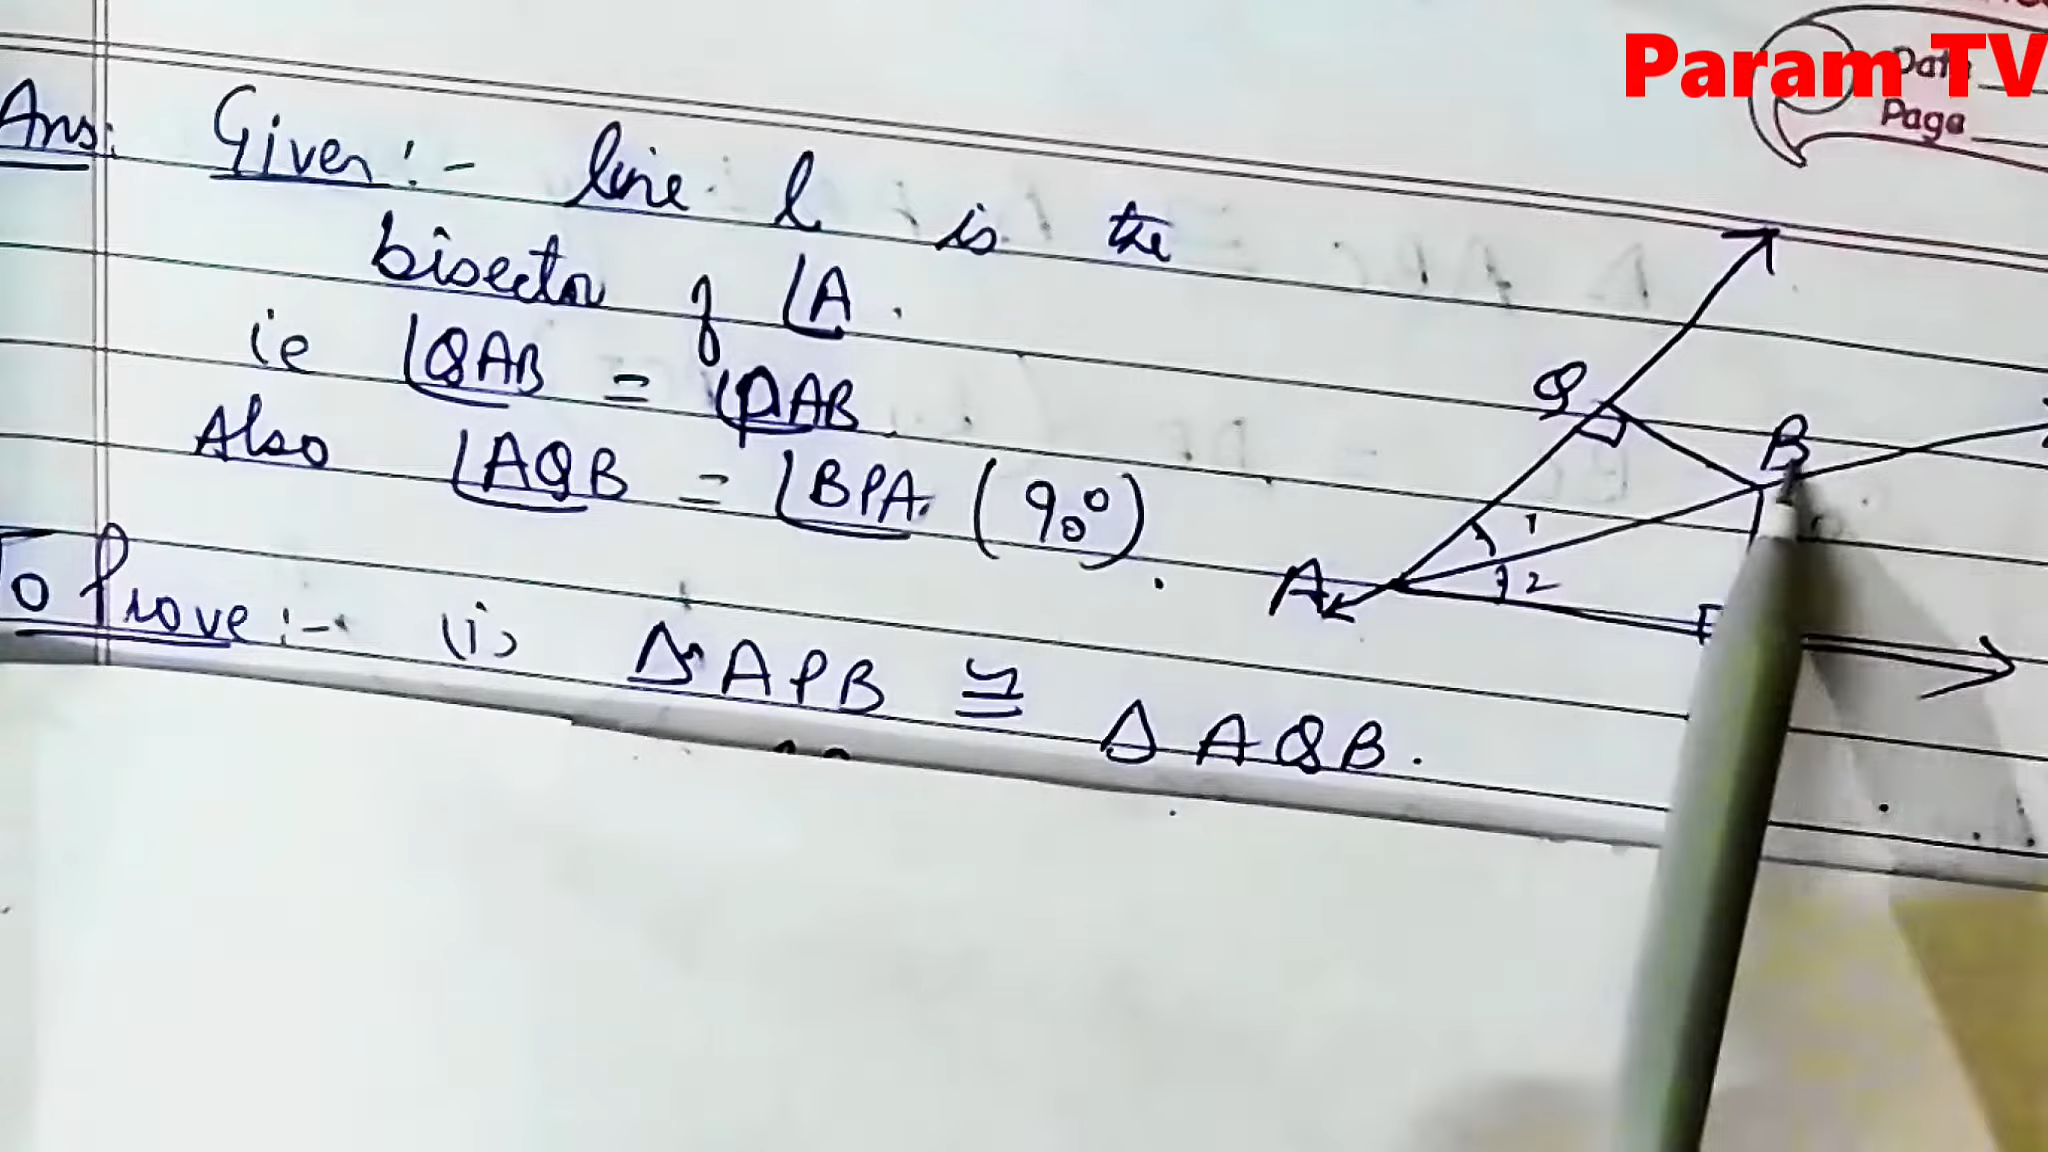 Param TV
Date
Page
Ans: Given:- line l is the
bisector of ∠A.
ie ∠QAB = ∠PAB
Also ∠AQB = ∠BPA (90°).
To Prove:- (i) ΔAPB ≅ ΔAQB.
Q
B
1
2
A